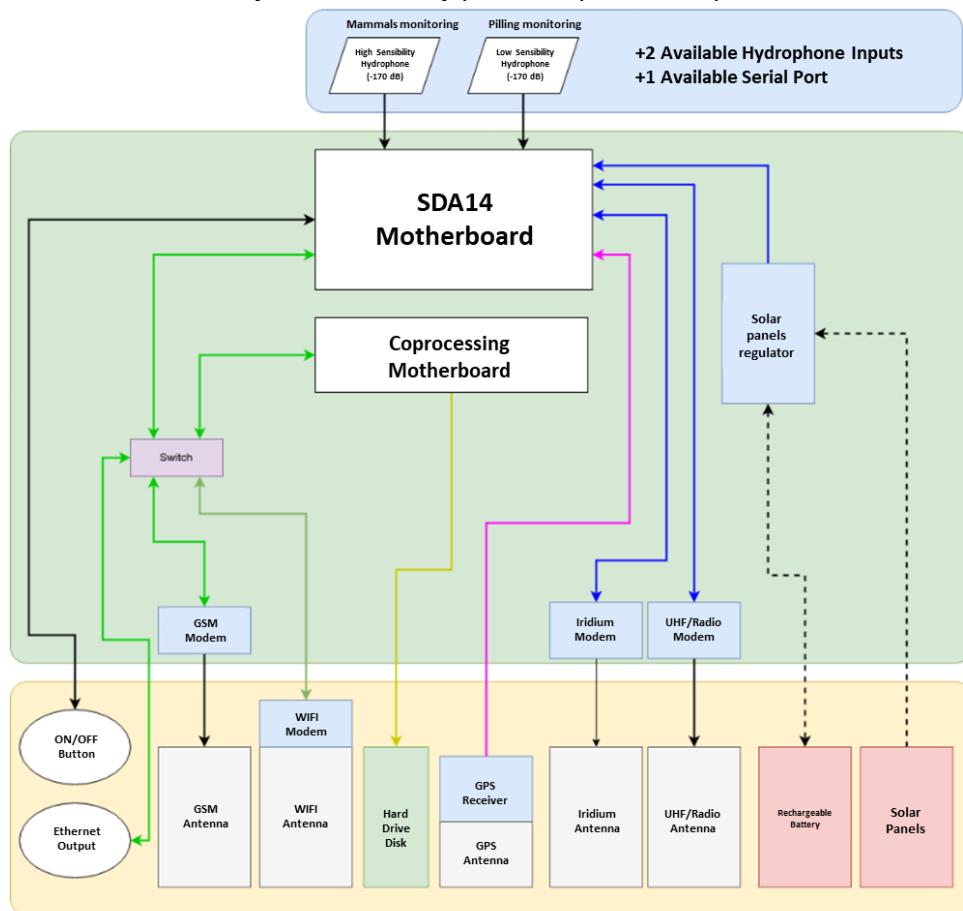 Mammals monitoring
Pilling monitoring
High Sensibility
Hydrophone
(-170 dB)
Low Sensibility
Hydrophone
(-170 dB)
+2 Available Hydrophone Inputs
+1 Available Serial Port
SDA14
Motherboard
Coprocessing
Motherboard
Solar
panels
regulator
Switch
GSM
Modem
Iridium
Modem
UHF/Radio
Modem
ON/OFF
Button
Ethernet
Output
GSM
Antenna
WIFI
Modem
WIFI
Antenna
Hard
Drive
Disk
GPS
Receiver
GPS
Antenna
Iridium
Antenna
UHF/Radio
Antenna
Rechargeable
Battery
Solar
Panels